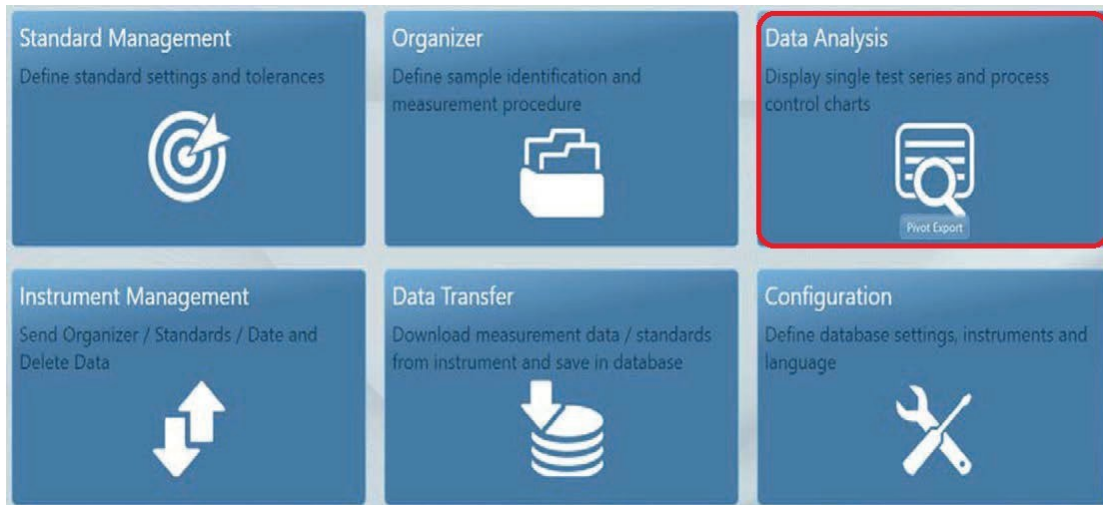 Standard Management
Define standard settings and tolerances
Organizer
Define sample identification and
measurement procedure
Data Analysis
Display single test series and process
control charts
Pivot Export
Instrument Management
Send Organizer / Standards / Date and
Delete Data
Data Transfer
Download measurement data / standards
from instrument and save in database
Configuration
Define database settings, instruments and
language